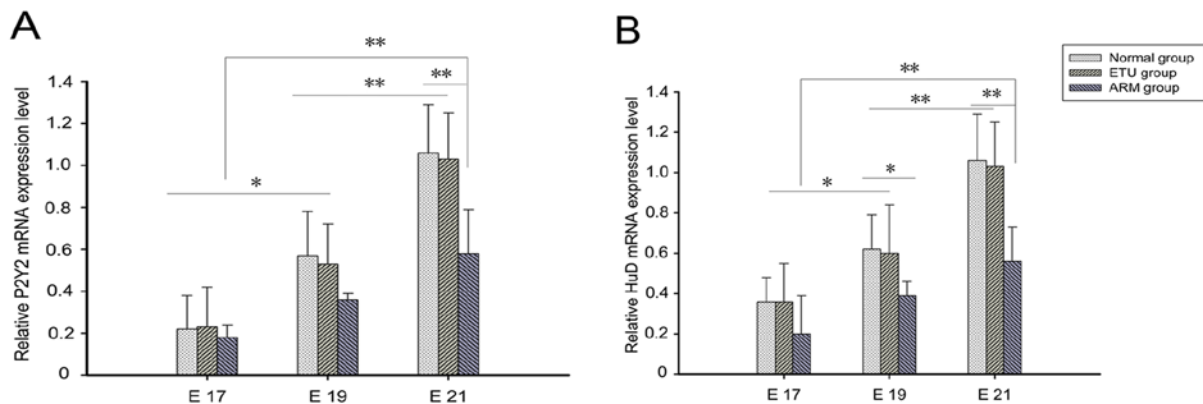 A
Relative P2Y2 mRNA expression level
1.4
1.2
1.0
0.8
0.6
0.4
0.2
0
**
**
**
*
E 17
E 19
E 21
B
Relative HuD mRNA expression level
1.4
1.2
1.0
0.8
0.6
0.4
0.2
0
**
**
**
*
*
E 17
E 19
E 21
Normal group
ETU group
ARM group